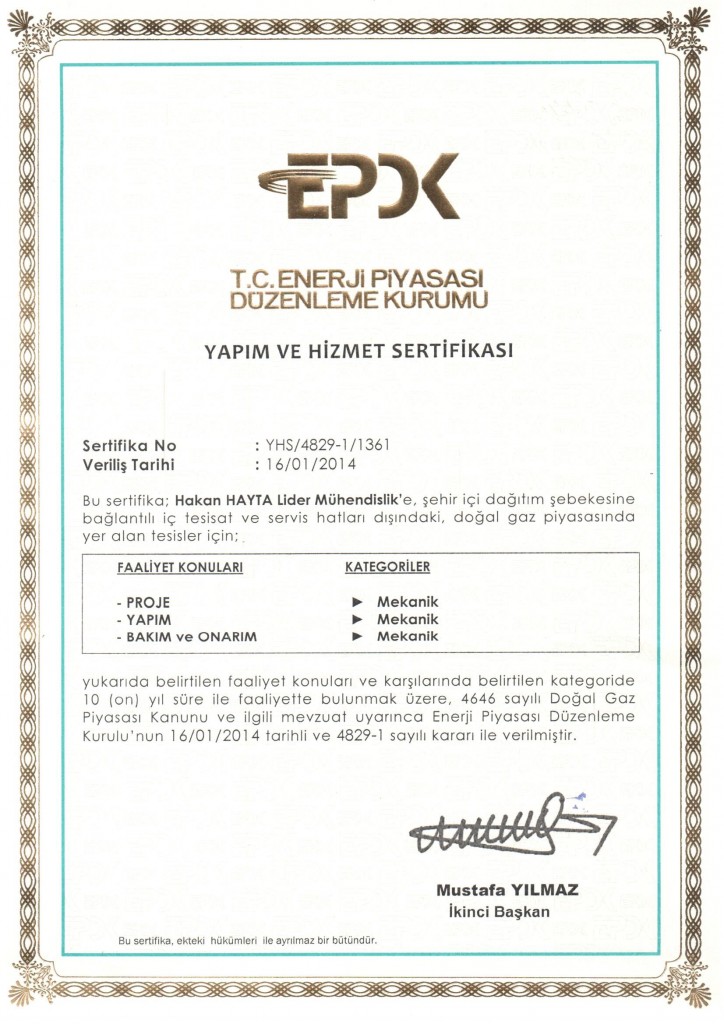 EPDK
T.C. ENERJi PiYASASI
DÜZENLEME KURUMU
YAPIM VE HİZMET SERTİFİKASI
Sertifika No : YHS/4829-1/1361
Veriliş Tarihi : 16/01/2014
Bu sertifika; Hakan HAYTA Lider Mühendislik'e, şehir içi dağıtım şebekesine
bağlantılı iç tesisat ve servis hatları dışındaki, doğal gaz piyasasında
yer alan tesisler için;
FAALİYET KONULARI KATEGORİLER
- PROJE ► Mekanik
- YAPIM ► Mekanik
- BAKIM ve ONARIM ► Mekanik
yukarıda belirtilen faaliyet konuları ve karşılarında belirtilen kategoride
10 (on) yıl süre ile faaliyette bulunmak üzere, 4646 sayılı Doğal Gaz
Piyasası Kanunu ve ilgili mevzuat uyarınca Enerji Piyasası Düzenleme
Kurulu'nun 16/01/2014 tarihli ve 4829-1 sayılı kararı ile verilmiştir.
Mustafa YILMAZ
İkinci Başkan
Bu sertifika, ekteki hükümleri ile ayrılmaz bir bütündür.